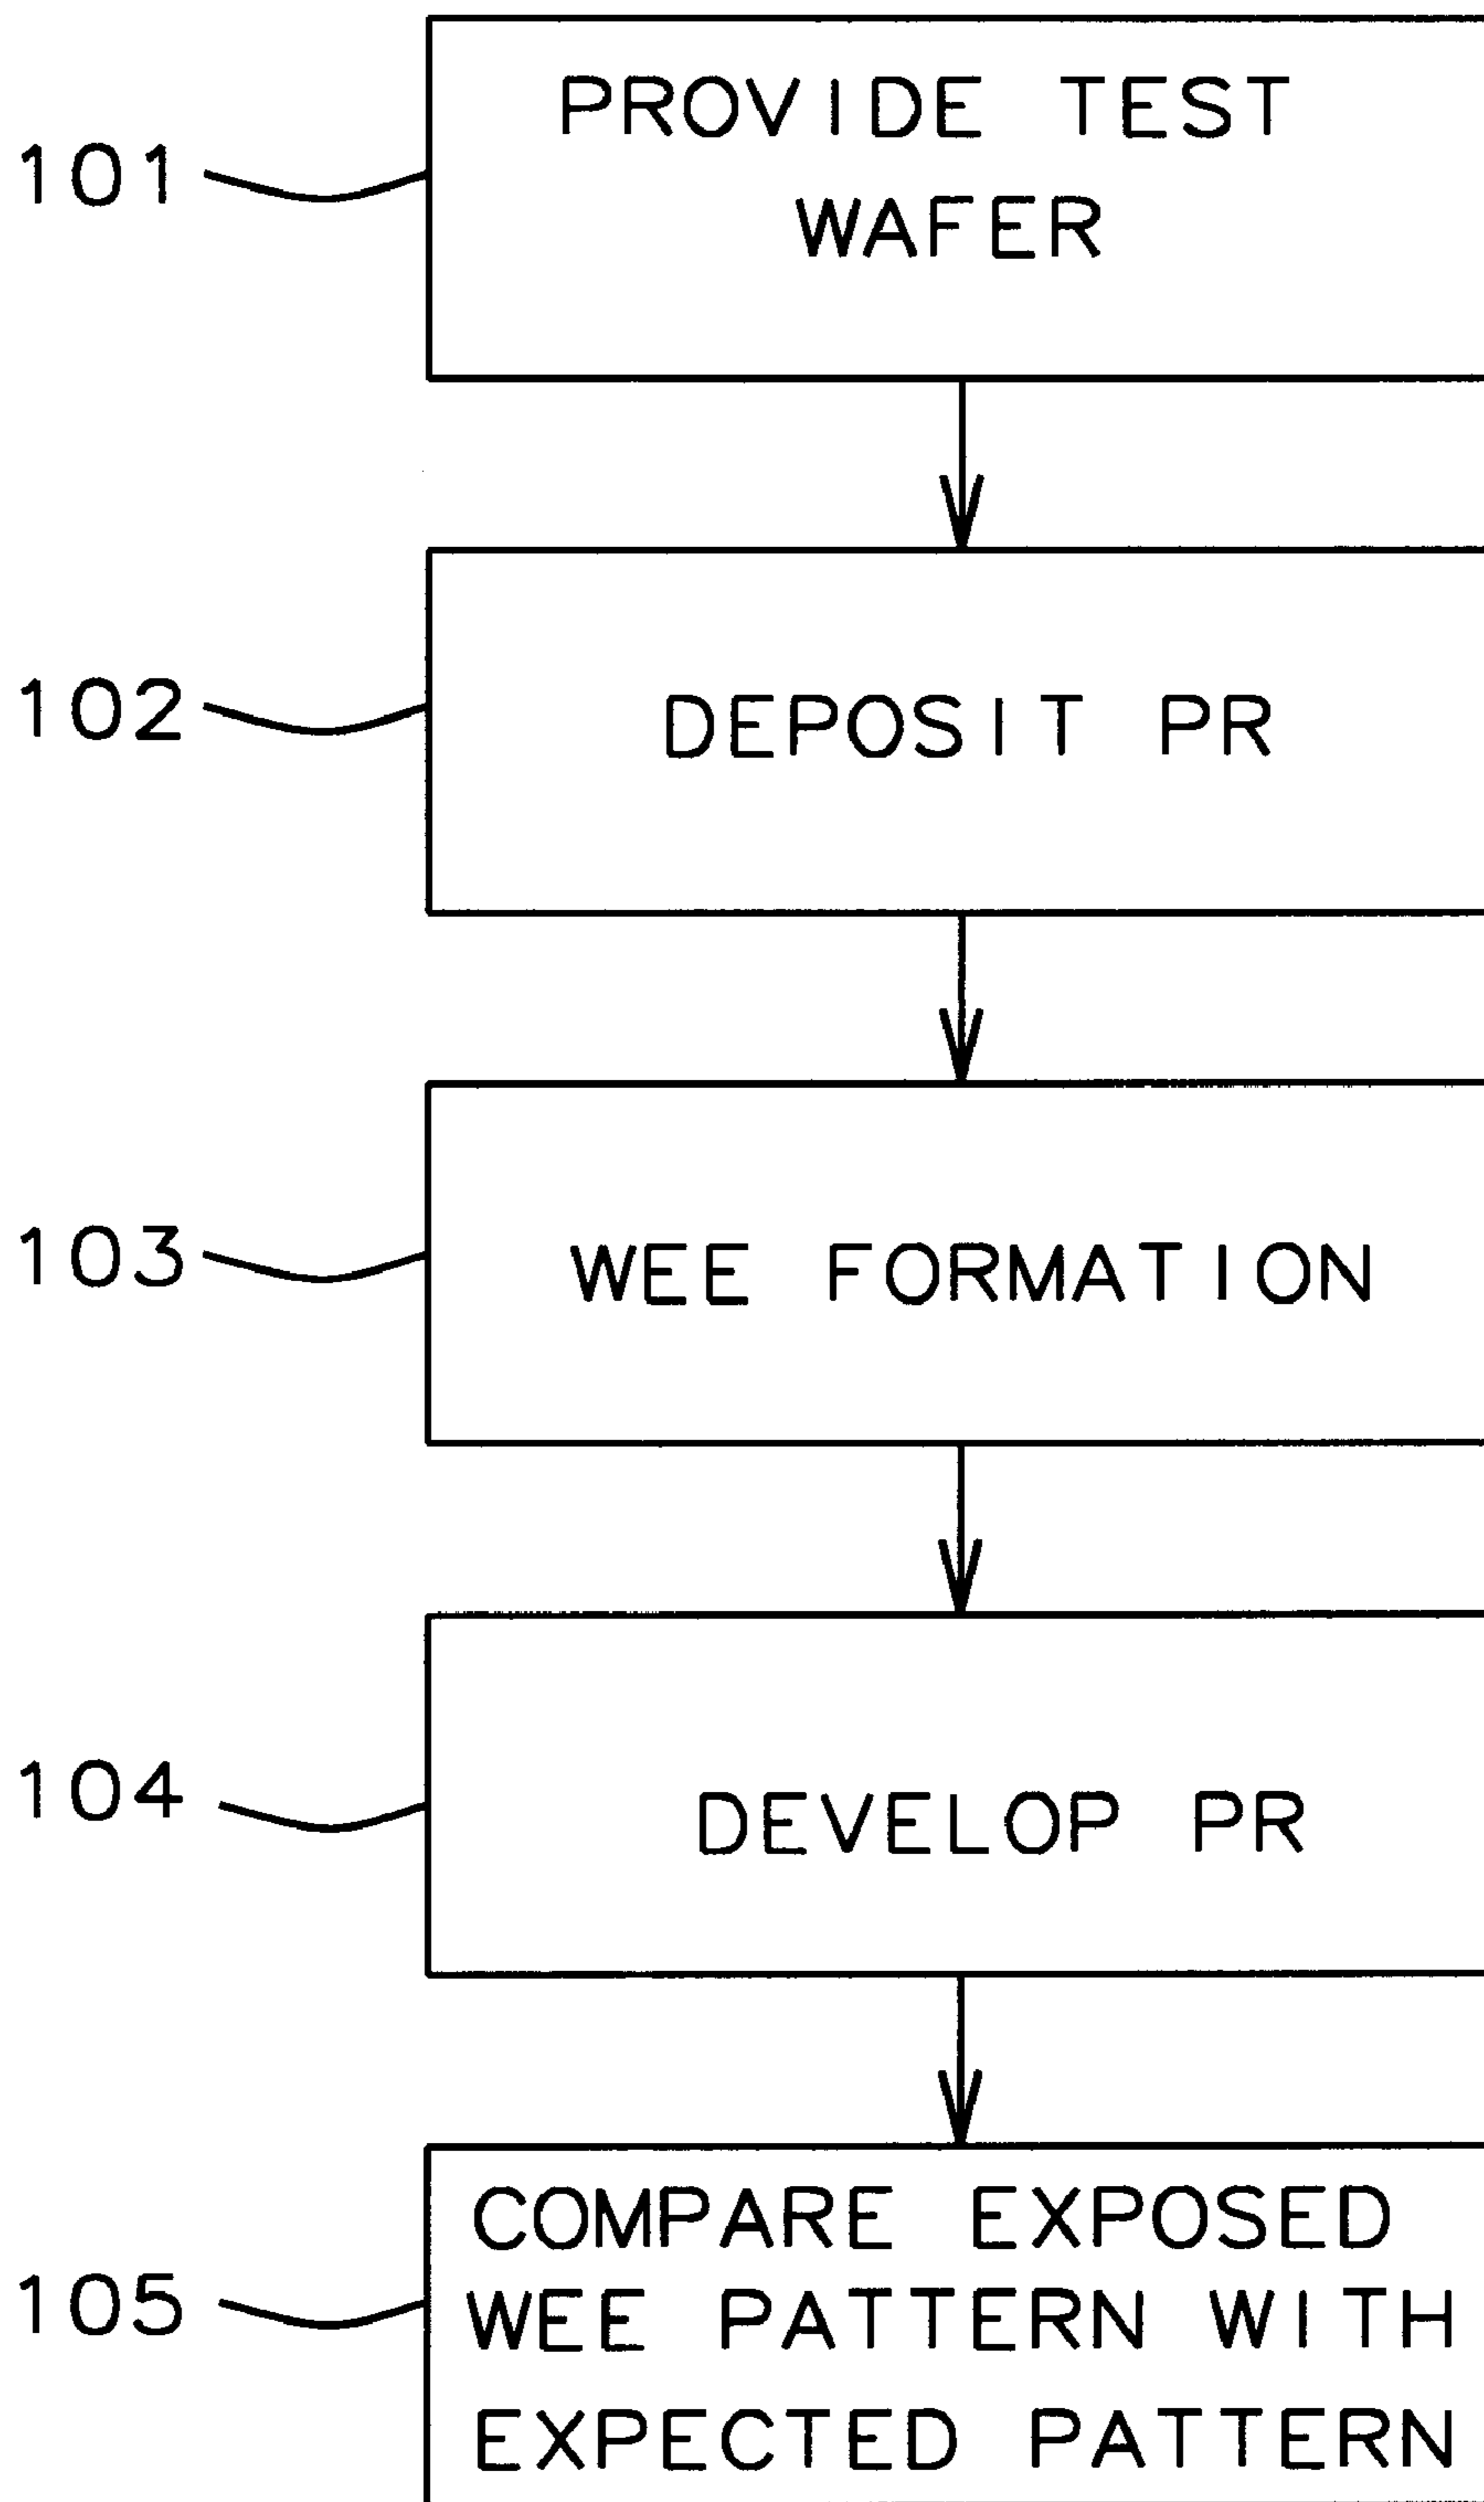 PROVIDE TEST
101
WAFER
102
DEPOSIT PR
103
WEE FORMATION
104
DEVELOP PR
COMPARE EXPOSED
105
WEE PATTERN WITH
EXPECTED PATTERN